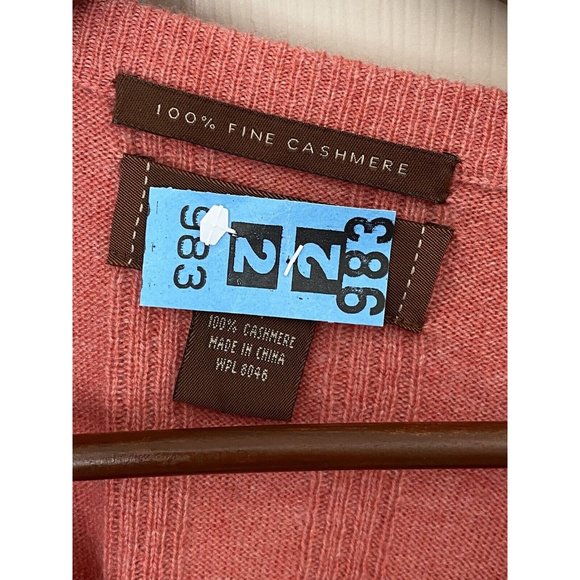 100% FINE CASHMERE
983 2 2 983
100% CASHMERE
MADE IN CHINA
WPL 8046